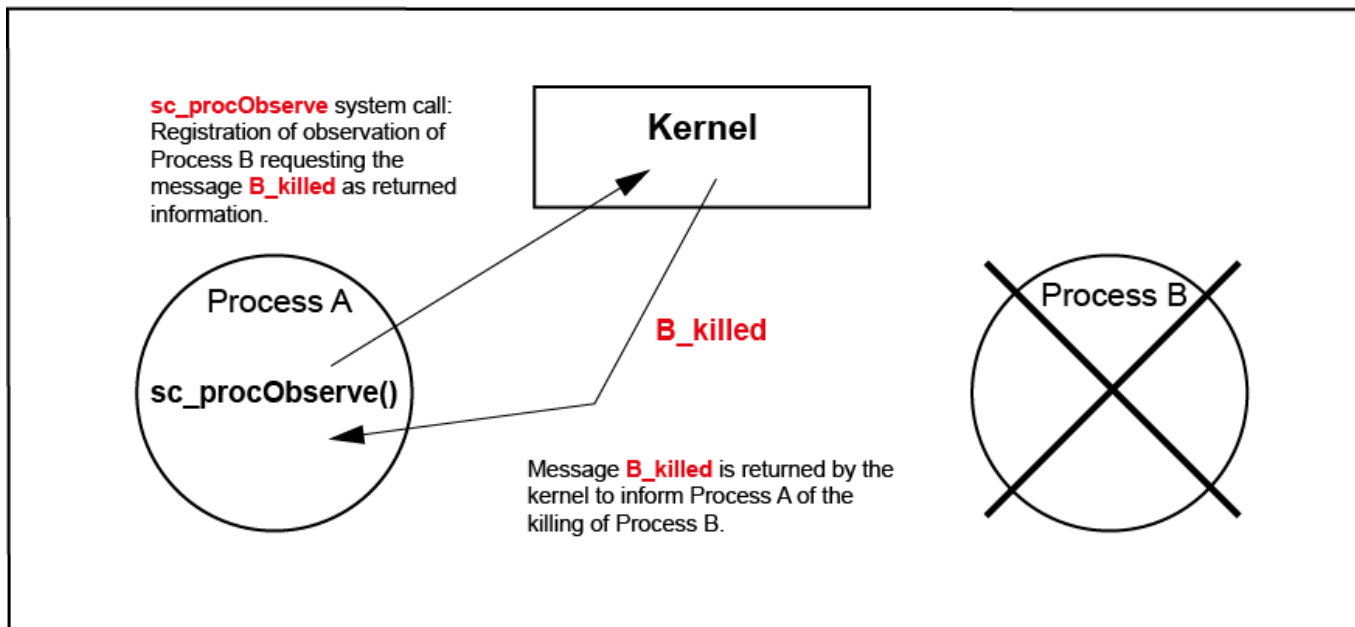 sc_procObserve system call:
Registration of observation of
Process B requesting the
message B_killed as returned
information.
Kernel
Process A
sc_procObserve()
B_killed
Process B
Message B_killed is returned by the
kernel to inform Process A of the
killing of Process B.